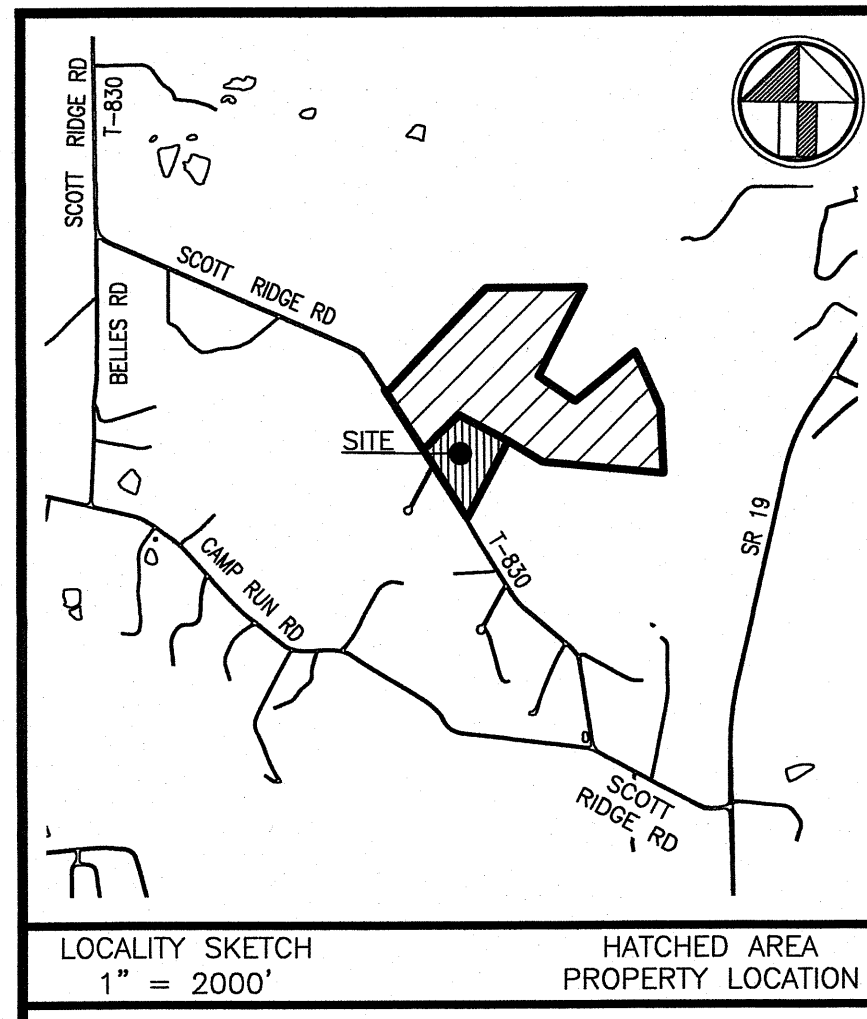 SCOTT RIDGE RD
T-830
SCOTT RIDGE RD
BELLES RD
SITE
SR 19
T-830
CAMP RUN RD
SCOTT
RIDGE RD
LOCALITY SKETCH
1" = 2000'
HATCHED AREA
PROPERTY LOCATION